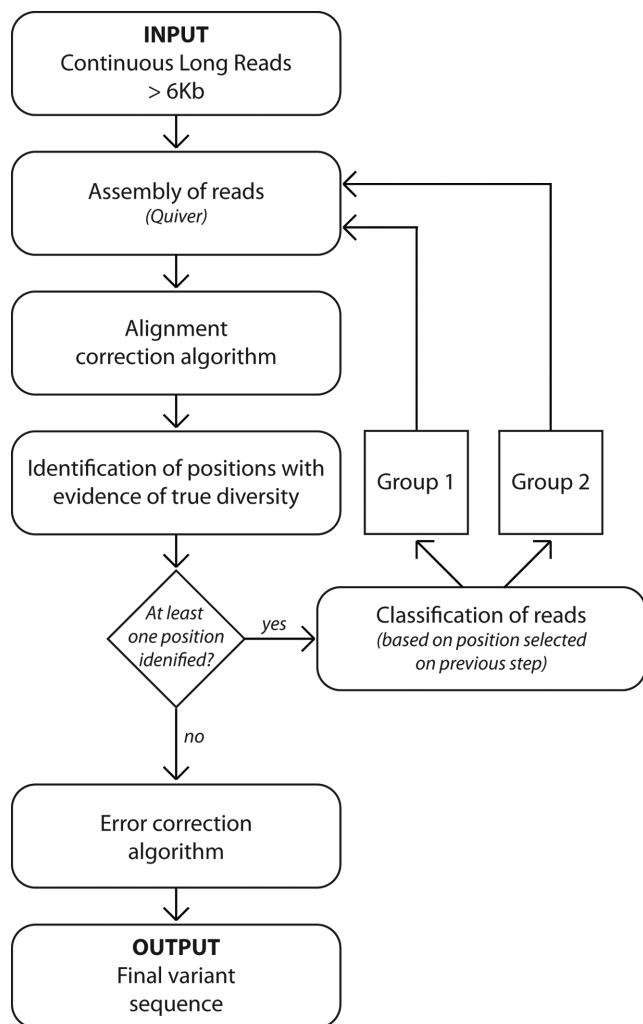 INPUT
Continuous Long Reads
> 6Kb
Assembly of reads
(Quiver)
Alignment
correction algorithm
Identification of positions with
evidence of true diversity
Group 1
Group 2
At least
one position
idenified?
yes
Classification of reads
(based on position selected
on previous step)
no
Error correction
algorithm
OUTPUT
Final variant
sequence